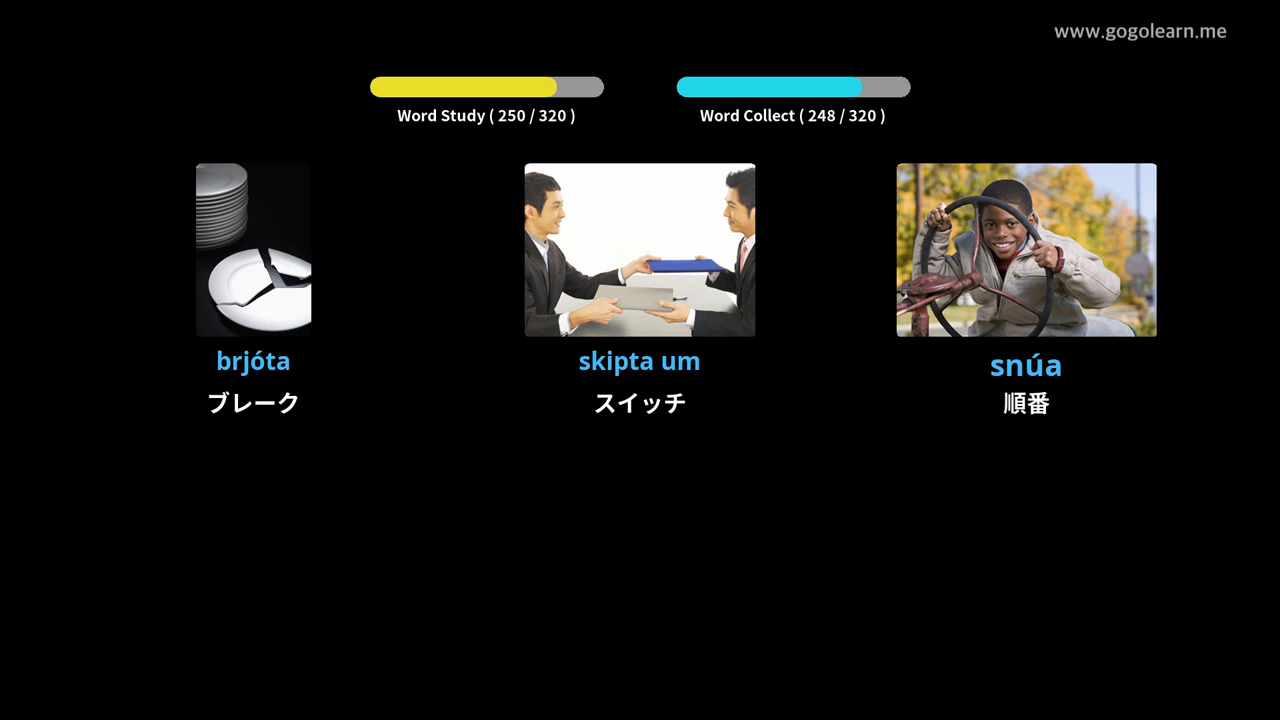 www.gogolearn.me
Word Study ( 250 / 320 )
Word Collect ( 248 / 320 )
brjóta
ブレーク
skipta um
スイッチ
snúa
順番